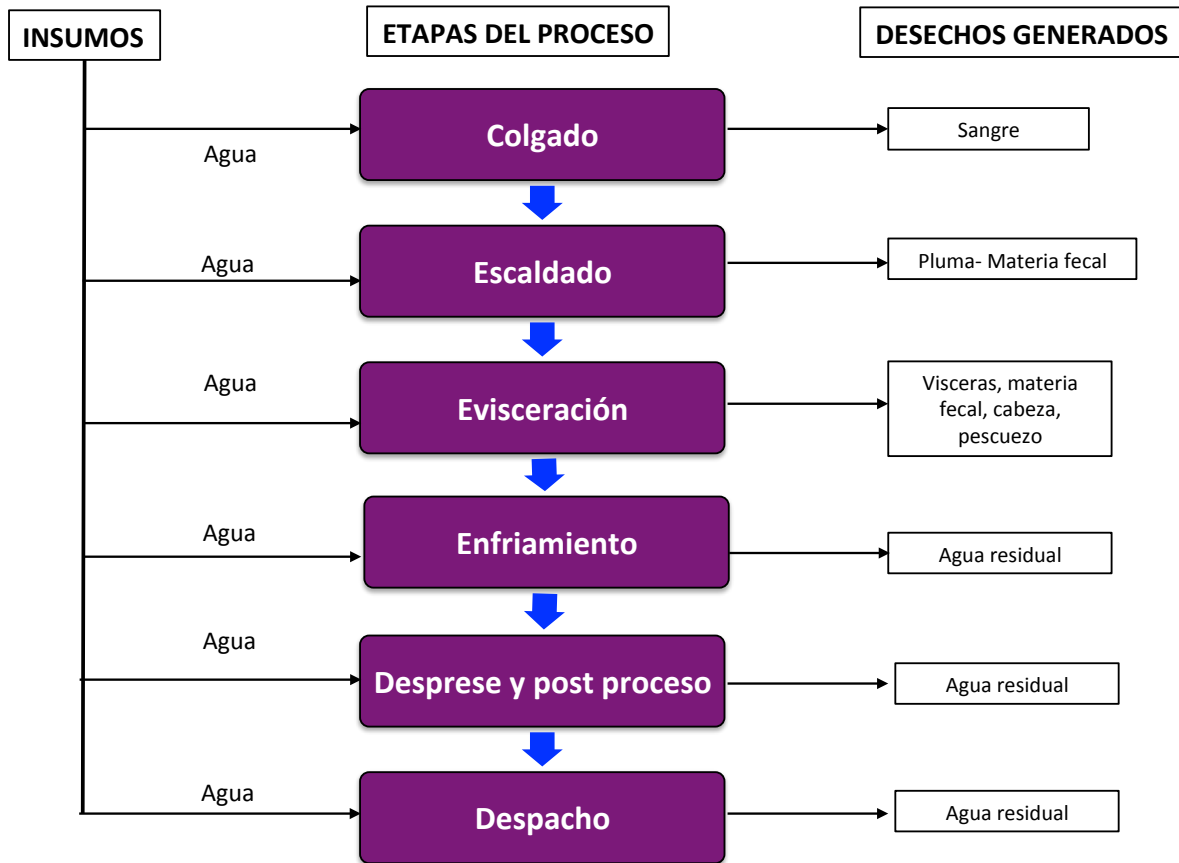 INSUMOS
ETAPAS DEL PROCESO
DESECHOS GENERADOS
Agua
Colgado
Sangre
Agua
Escaldado
Pluma- Materia fecal
Agua
Evisceración
Visceras, materia
fecal, cabeza,
pescuezo
Agua
Enfriamiento
Agua residual
Agua
Desprese y post proceso
Agua residual
Agua
Despacho
Agua residual